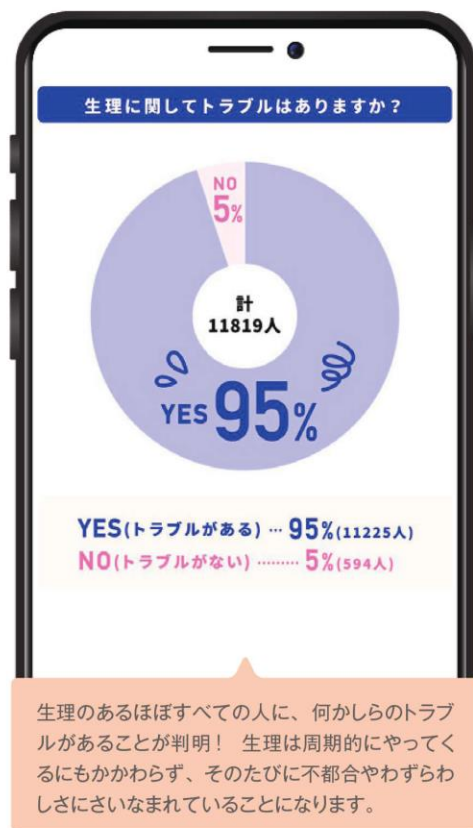 生理に関してトラブルはありますか？
NO
5%
計
11819人
YES 95%
YES(トラブルがある) … 95%(11225人)
NO(トラブルがない) ……… 5%(594人)
生理のあるほぼすべての人に、何かしらのトラブ
ルがあることが判明！ 生理は周期的にやってく
るにもかかわらず、そのたびに不都合やわずらわ
しさにさいなまれていることになります。